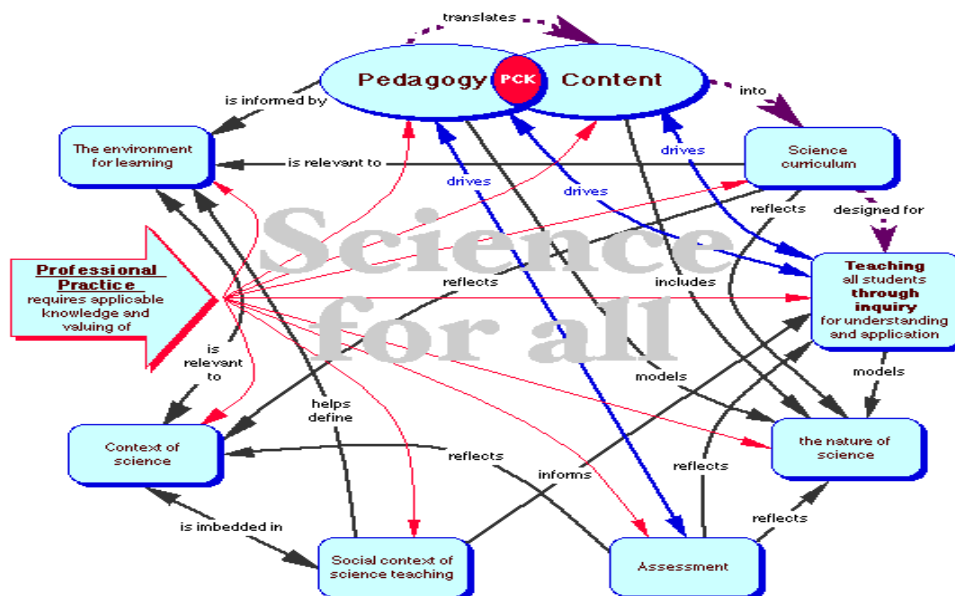 translates
Pedagogy
PCK
Content
is informed by
into
The environment
for learning
is relevant to
Science
curriculum
drives
drives
drives
reflects
designed for
Science
for all
Professional
Practice
requires applicable
knowledge and
valuing of
reflects
includes
Teaching
all students
through
inquiry
for understanding
and application
is
relevant
to
models
models
helps
define
Context of
science
reflects
informs
reflects
the nature of
science
is imbedded in
reflects
Social context of
science teaching
Assessment